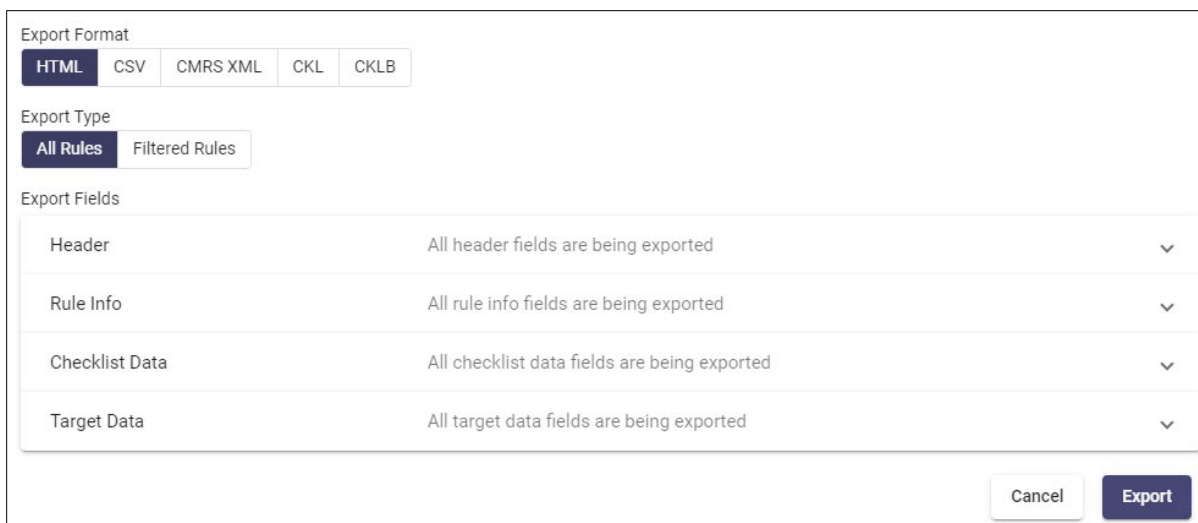 Export Format
HTML CSV CMRS XML CKL CKLB
Export Type
All Rules Filtered Rules
Export Fields
Header All header fields are being exported
Rule Info All rule info fields are being exported
Checklist Data All checklist data fields are being exported
Target Data All target data fields are being exported
Cancel Export